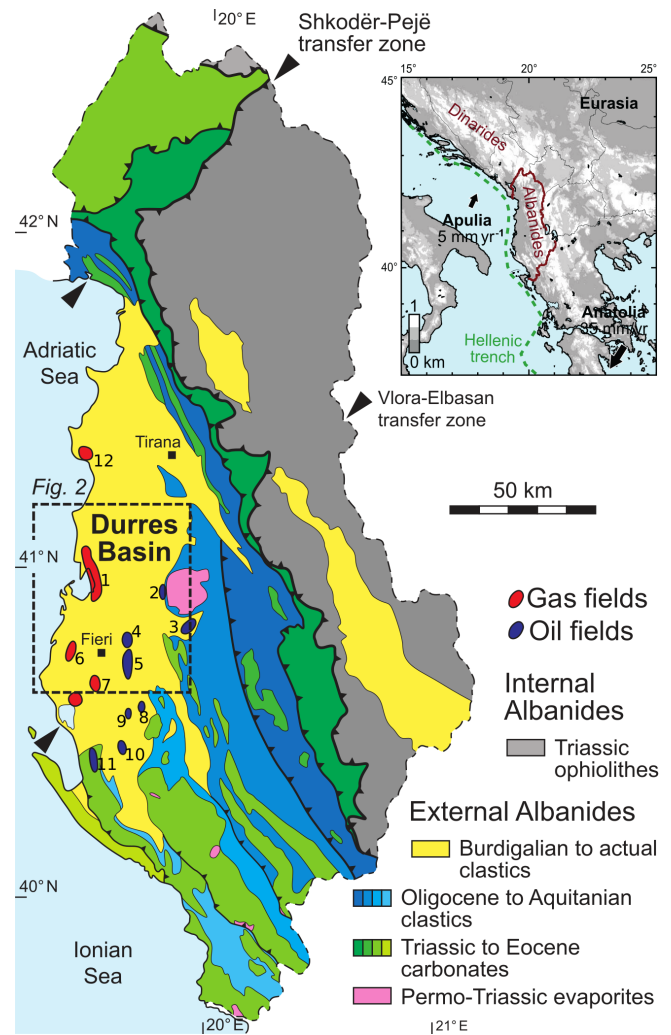 20°E
Shkodër-Pejë
transfer zone
15°
20°
25°
Eurasia
Dinarides
Albanides
Apulia
5 mm yr-1
45°
40°
Anatolia
35 mm/yr
1
0 km
Hellenic
trench
42°N
Adriatic
Sea
Vlora-Elbasan
transfer zone
Tirana
12
Fig. 2
50 km
Durres
Basin
41°N
1
2
3
4
Fieri
5
6
7
8
9
10
11
Gas fields
Oil fields
Internal
Albanides
Triassic
ophiolithes
External Albanides
Burdigalian to actual
clastics
40°N
Oligocene to Aquitanian
clastics
Triassic to Eocene
carbonates
Ionian
Sea
Permo-Triassic evaporites
20°E
21°E